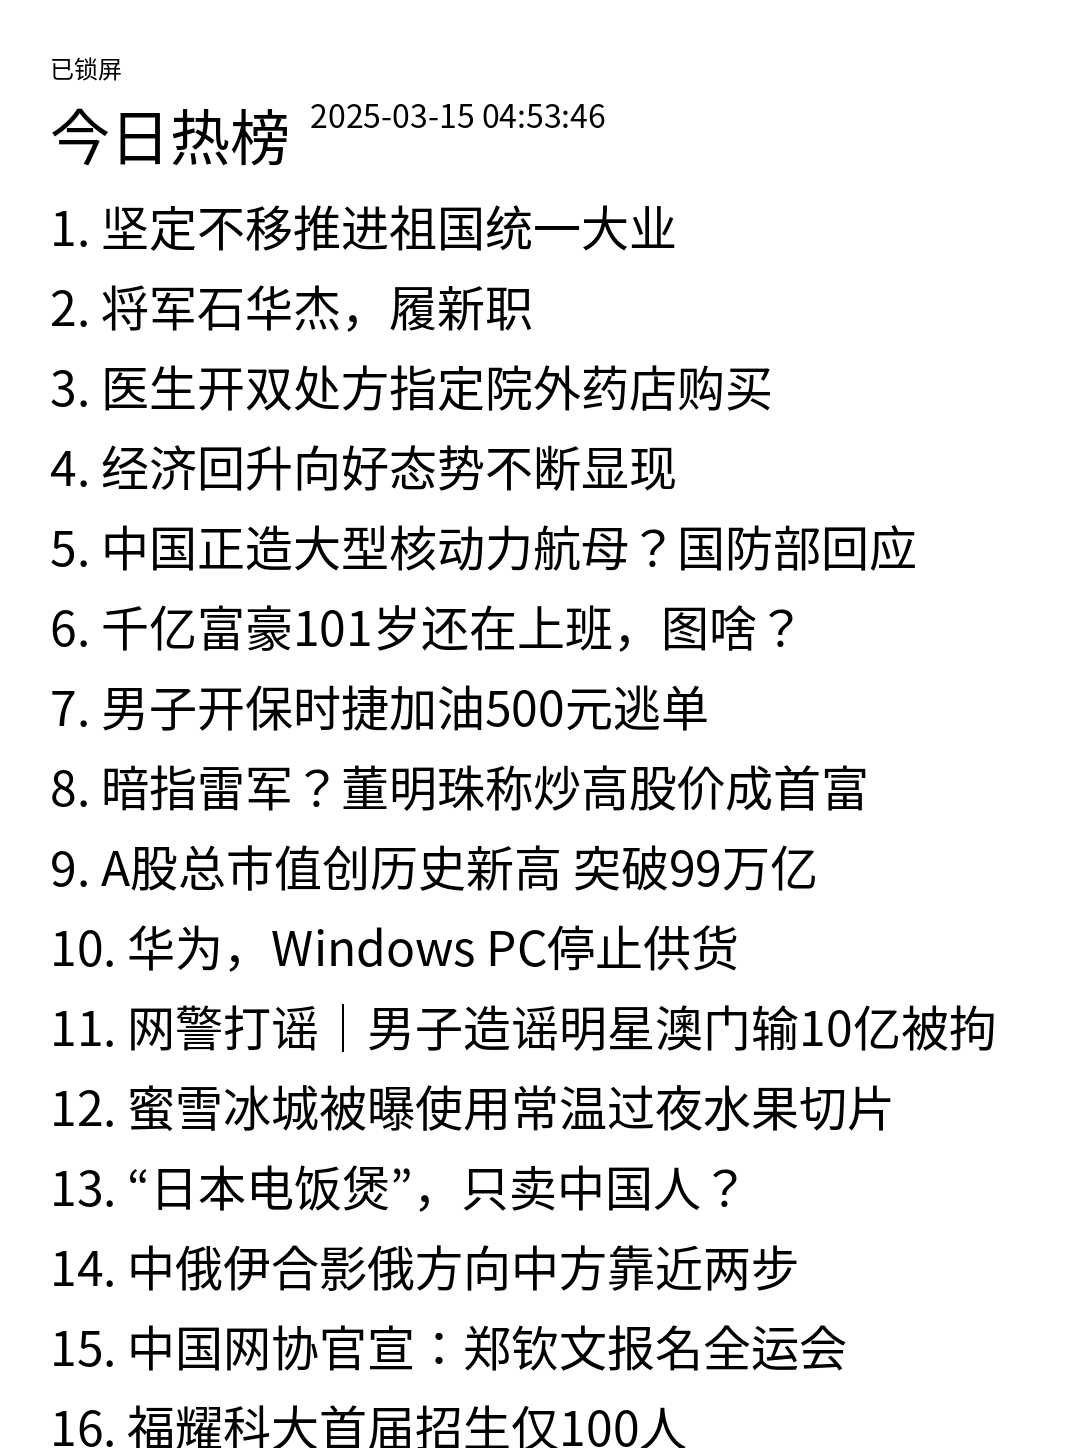 已锁屏
今日热榜 2025-03-15 04:53:46
1. 坚定不移推进祖国统一大业
2. 将军石华杰，履新职
3. 医生开双处方指定院外药店购买
4. 经济回升向好态势不断显现
5. 中国正造大型核动力航母？国防部回应
6. 千亿富豪101岁还在上班，图啥？
7. 男子开保时捷加油500元逃单
8. 暗指雷军？董明珠称炒高股价成首富
9. A股总市值创历史新高 突破99万亿
10. 华为，Windows PC停止供货
11. 网警打谣｜男子造谣明星澳门输10亿被拘
12. 蜜雪冰城被曝使用常温过夜水果切片
13. “日本电饭煲”，只卖中国人？
14. 中俄伊合影俄方向中方靠近两步
15. 中国网协官宣：郑钦文报名全运会
16. 福耀科大首届招生仅100人